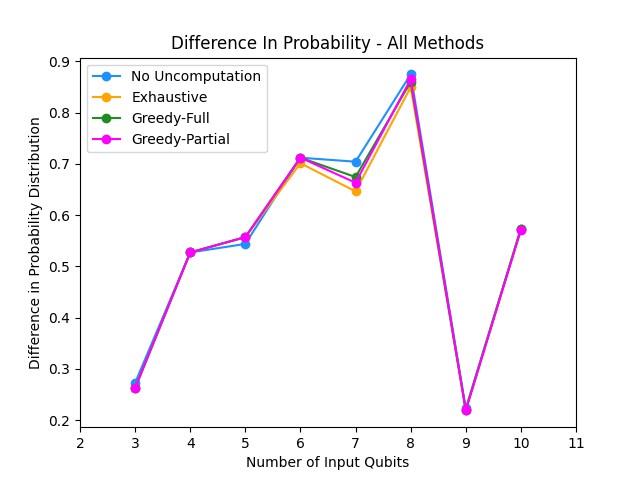 Difference In Probability - All Methods
No Uncomputation
Exhaustive
Greedy-Full
Greedy-Partial
Difference in Probability Distribution
0.9
0.8
0.7
0.6
0.5
0.4
0.3
0.2
2 3 4 5 6 7 8 9 10 11
Number of Input Qubits